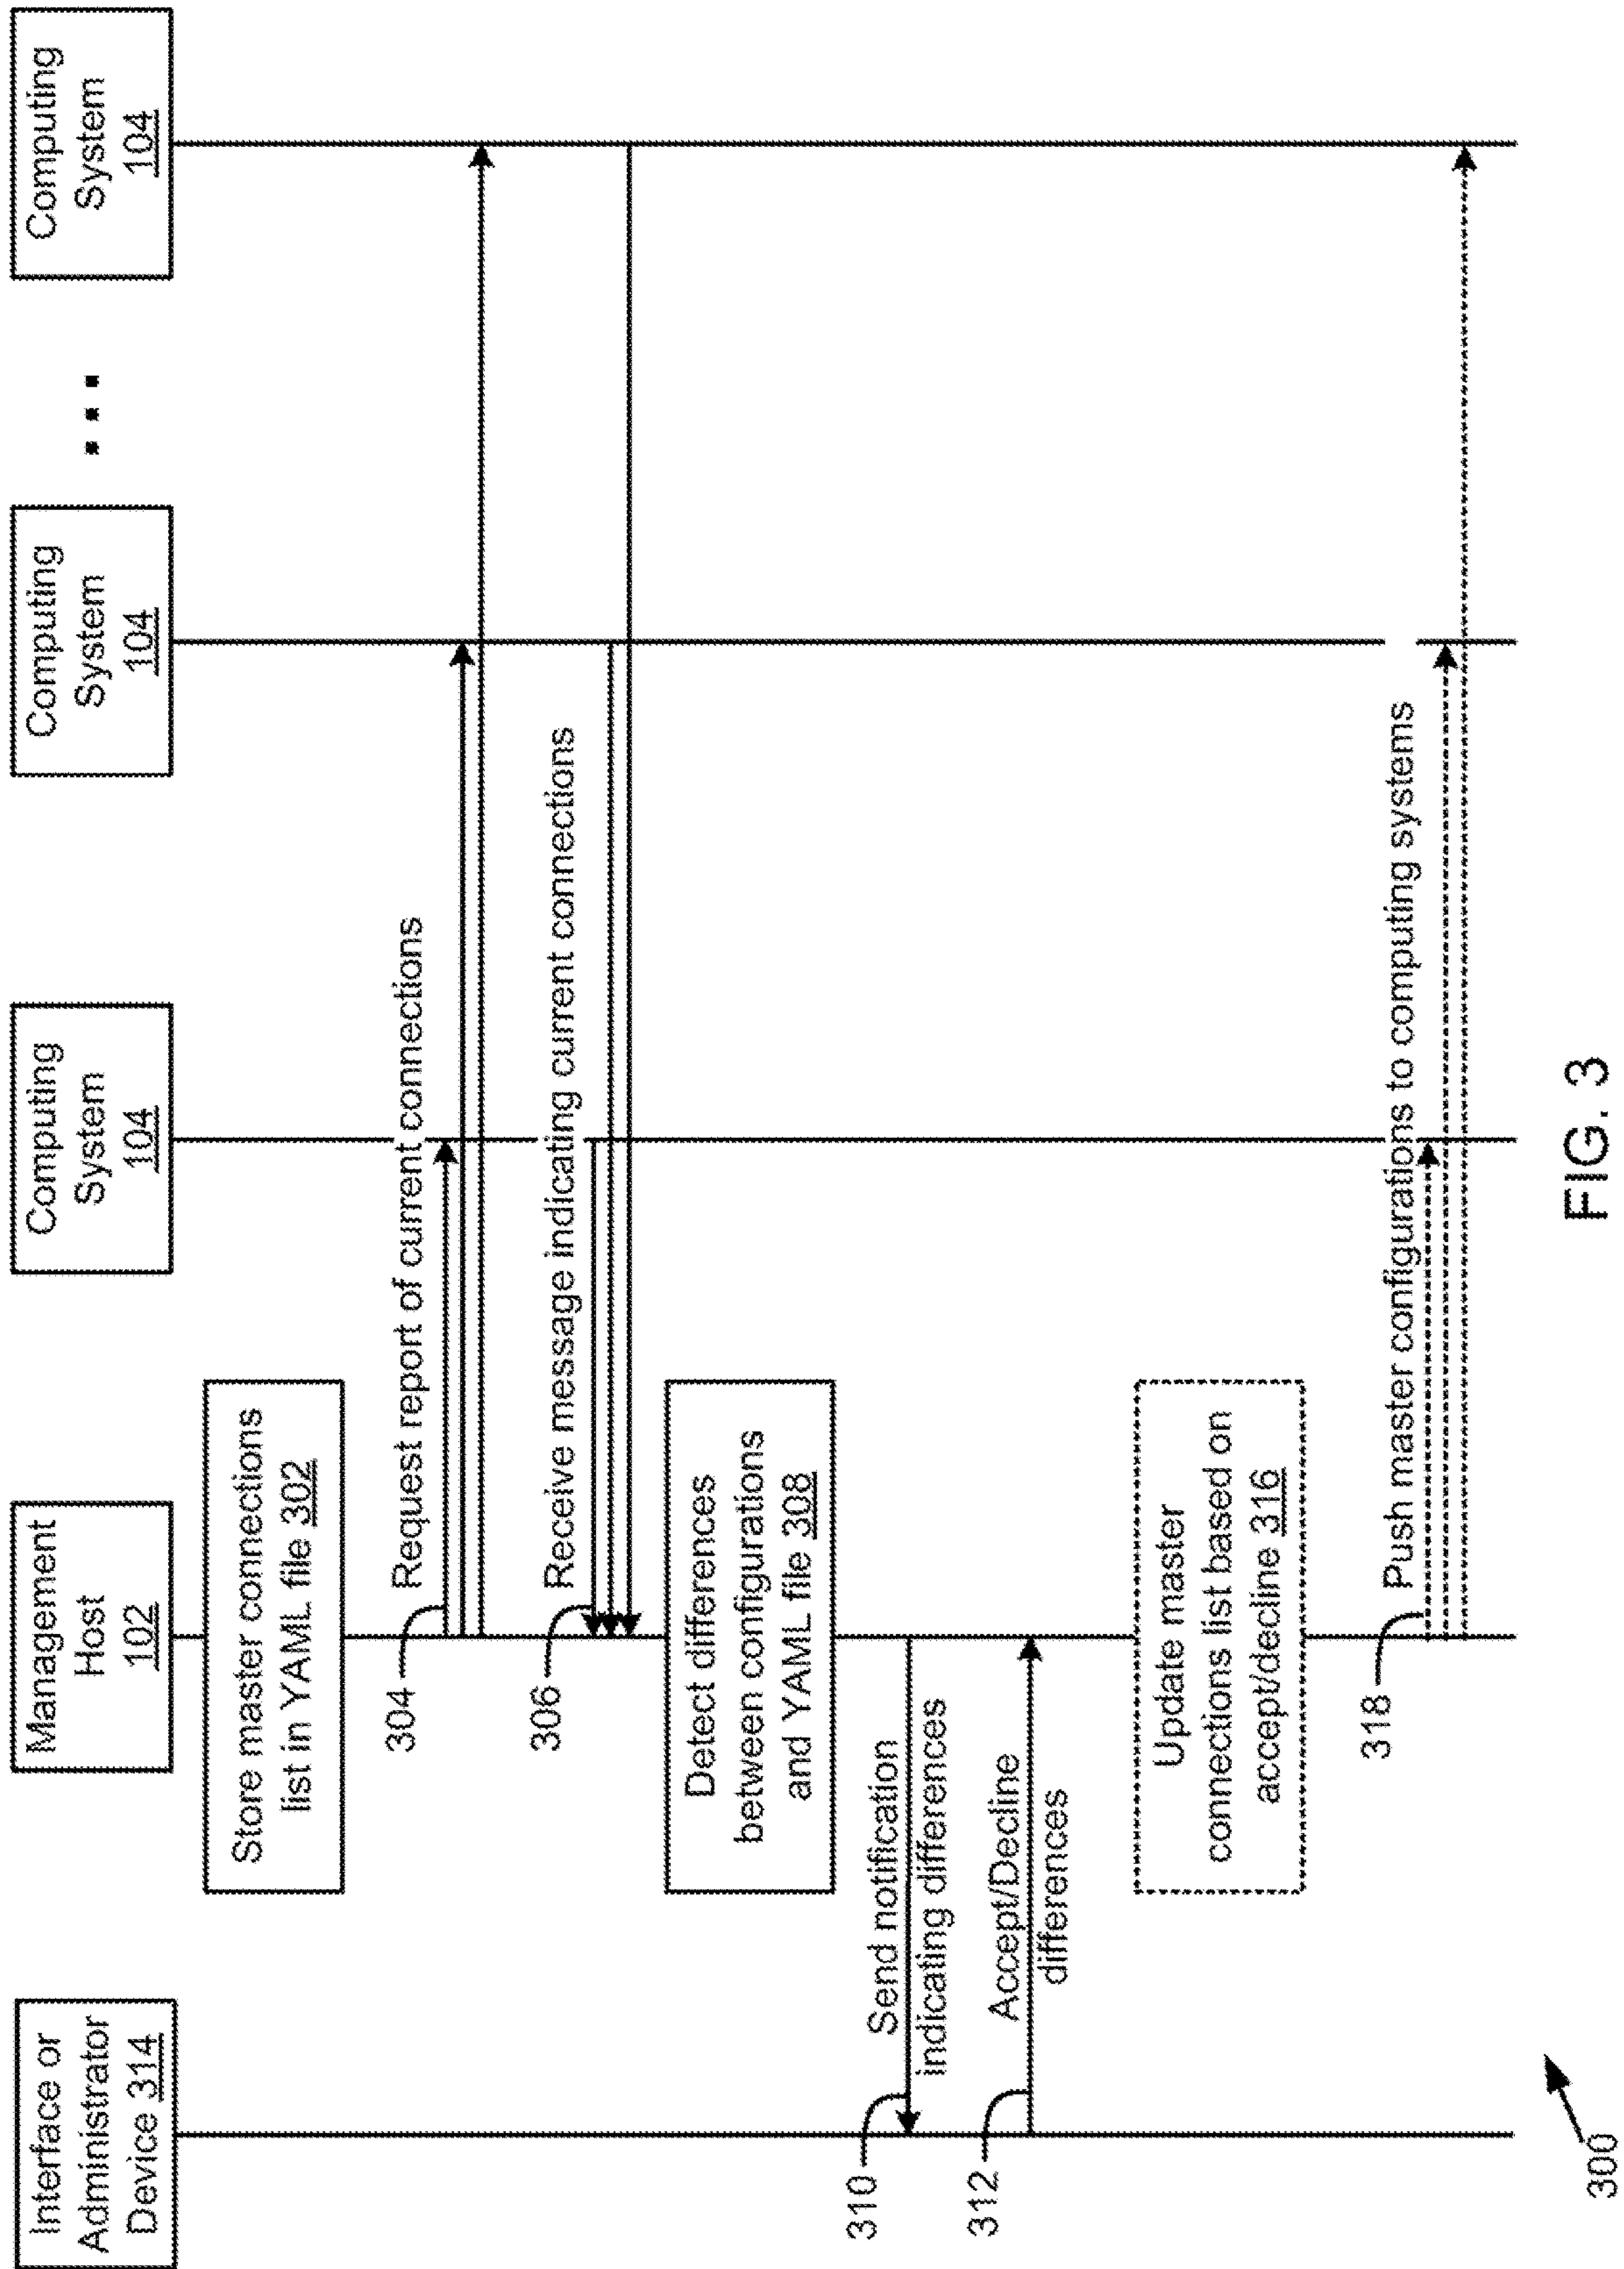 Interface or
Administrator
Device 314
Management
Host
102
Computing
System
104
Computing
System
104
...
Computing
System
104
Store master connections
list in YAML file 302
304
Request report of current connections
306
Receive message indicating current connections
Detect differences
between configurations
and YAML file 308
310
Send notification
indicating differences
312
Accept/Decline
differences
Update master
connections list based on
accept/decline 316
318
Push master configurations to computing systems
300
FIG. 3